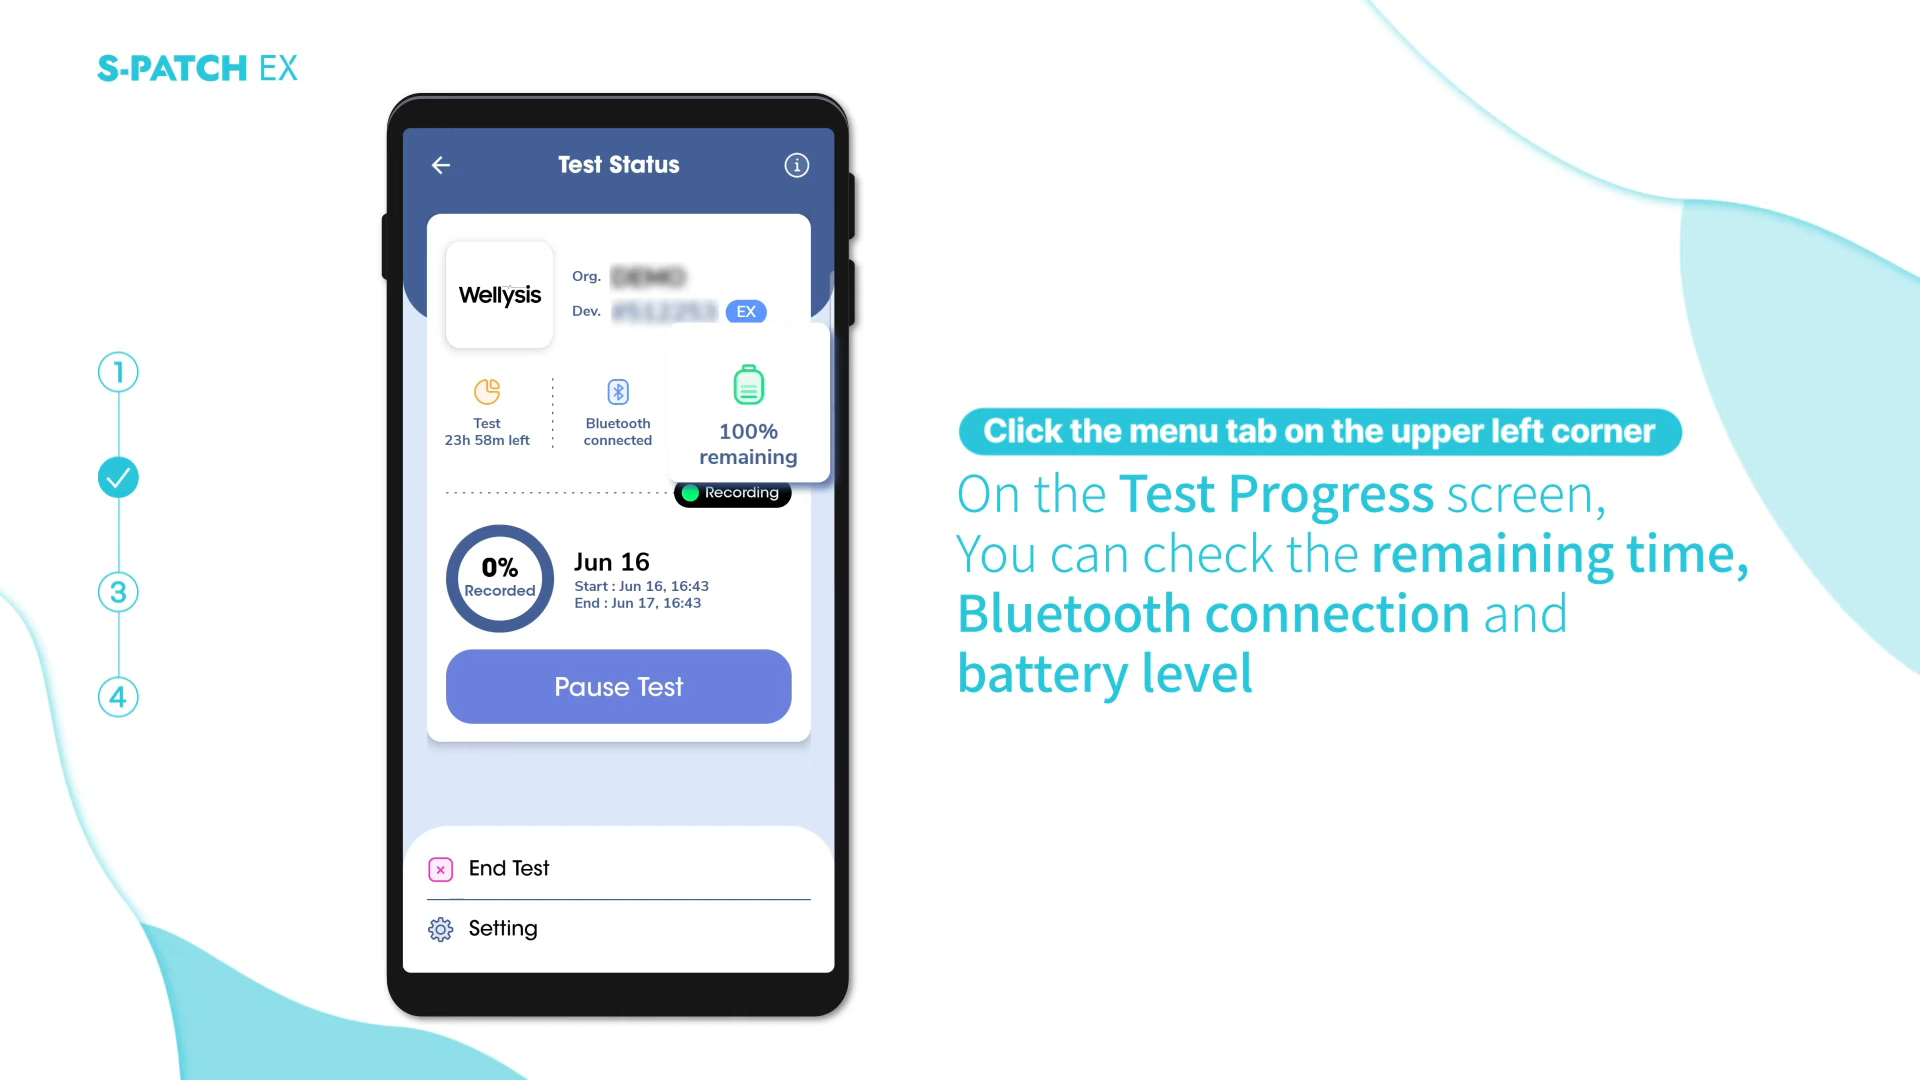 S-PATCH EX
1
3
4
Test Status
Wellysis
Org.
Dev.
EX
Test
23h 58m left
Bluetooth
connected
100%
remaining
Recording
0%
Recorded
Jun 16
Start : Jun 16, 16:43
End : Jun 17, 16:43
Pause Test
End Test
Setting
Click the menu tab on the upper left corner
On the Test Progress screen,
You can check the remaining time,
Bluetooth connection and
battery level